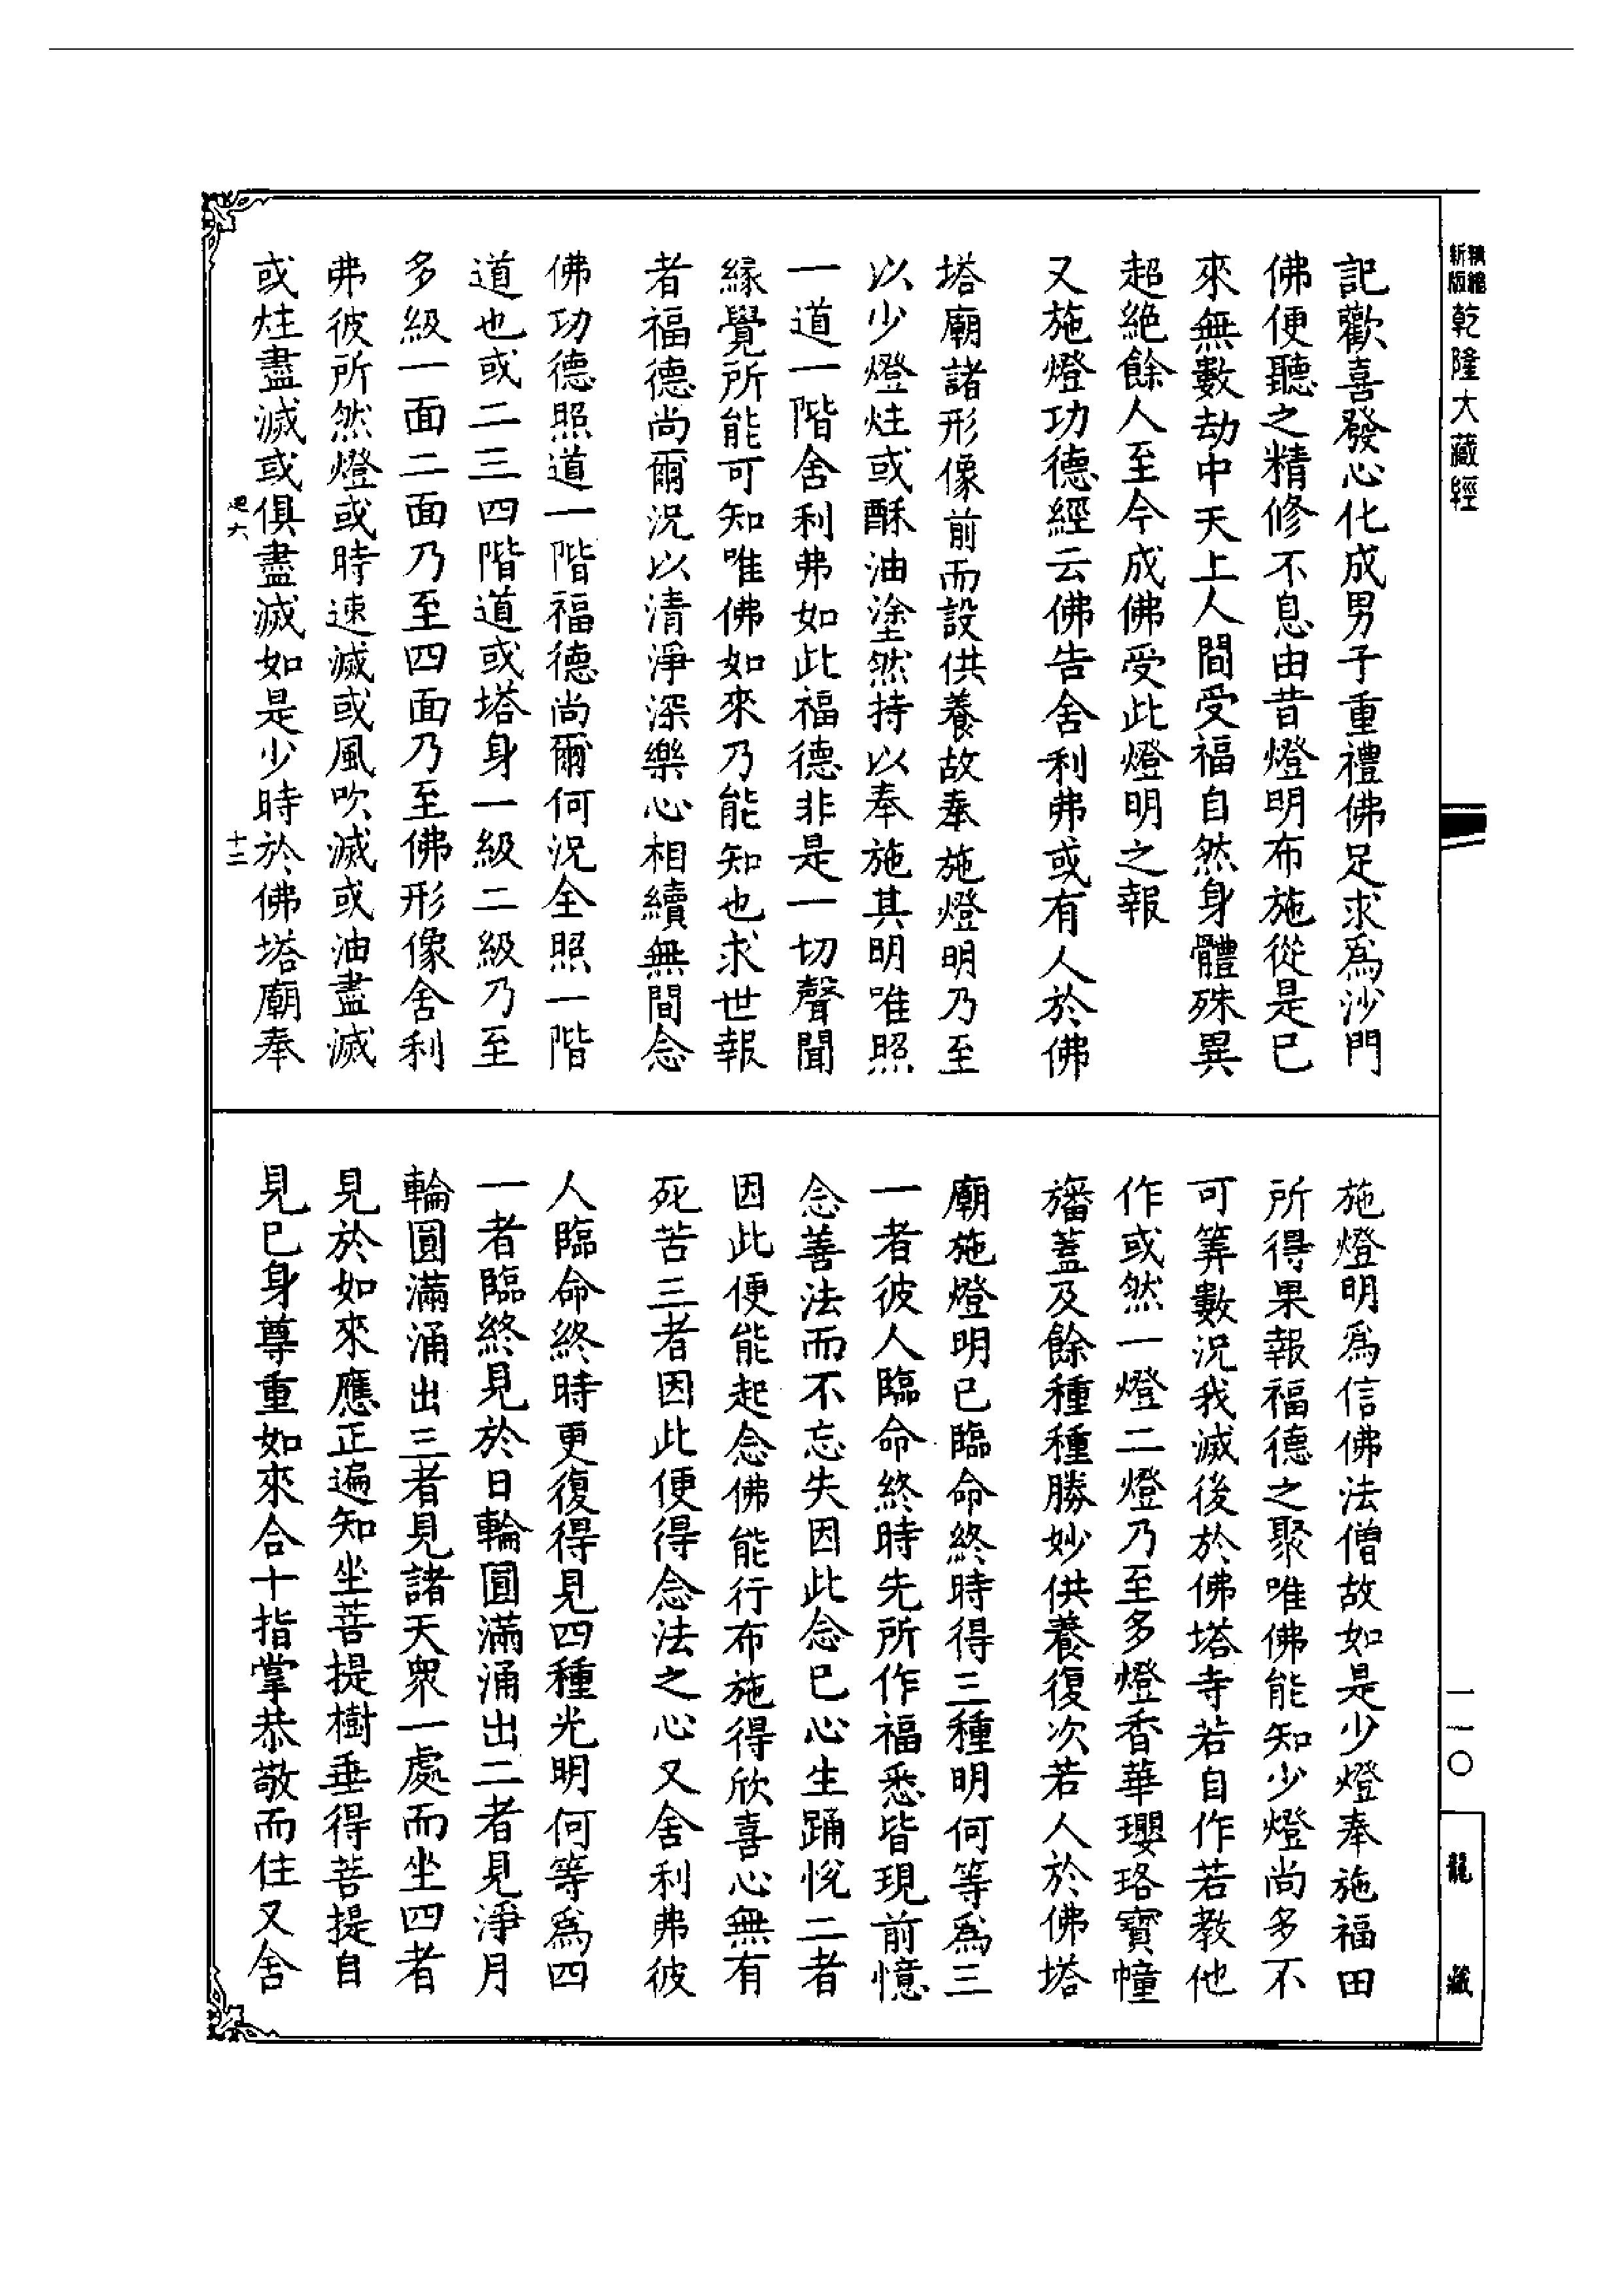 乾隆大藏經
記歡喜發心化成男子重禮佛足求爲沙門
佛便聽之精修不息由昔燈明布施從是已
來無數劫中天上人間受福自然身體殊異
超絶餘人至今成佛受此燈明之報
又施燈功德經云佛告舍利弗或有人於佛
塔廟諸形像前而設供養故奉施燈明乃至
以少燈炷或酥油塗然持以奉施其明唯照
一道一階舍利弗如此福德非是一切聲聞
緣覺所能可知唯佛如來乃能知也求世報
者福德尚爾況以清淨深樂心相續無間念
佛功德照道一階福德尚爾何況全照一階
道也或二三四階道或塔身一級二級乃至
多級一面二面乃至四面乃至佛形像舍利
弗彼所然燈或時速滅或風吹滅或油盡滅
或炷盡滅或俱盡滅如是少時於佛塔廟奉
十二
施燈明爲信佛法僧故如是少燈奉施福田
所得果報福德之聚唯佛能知少燈尚多不
可筭數況我滅後於佛塔寺若自作若教他
作或然一燈二燈乃至多燈香華瓔珞寶幢
旛蓋及餘種種勝妙供養復次若人於佛塔
廟施燈明已臨命終時得三種明何等爲三
一者彼人臨命終時先所作福悉皆現前憶
念善法而不忘失因此念已心生踊悅二者
因此便能起念佛能行布施得欣喜心無有
死苦三者因此便得念法之心又舍利弗彼
人臨命終時更復得見四種光明何等爲四
一者臨終見於日輪圓滿涌出二者見淨月
輪圓滿涌出三者見諸天衆一處而坐四者
見於如來應正遍知坐菩提樹垂得菩提自
見已身尊重如來合十指掌恭敬而住又舍
一一〇
龍藏